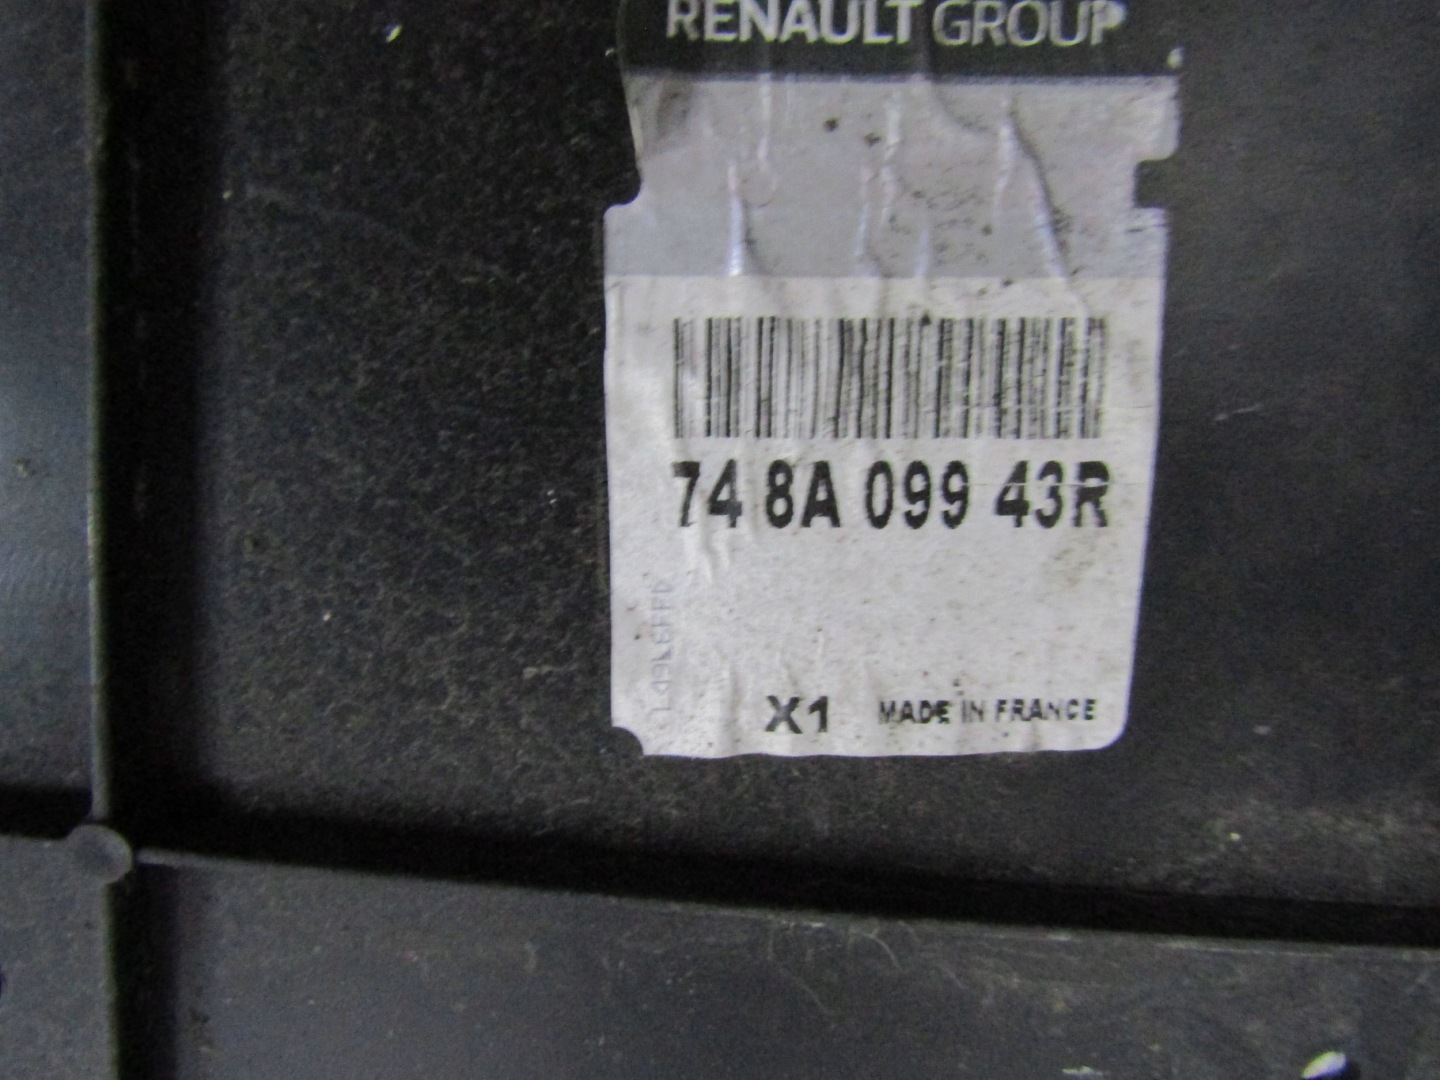 RENAULT GROUP
74 8A 099 43R
X1 MADE IN FRANCE